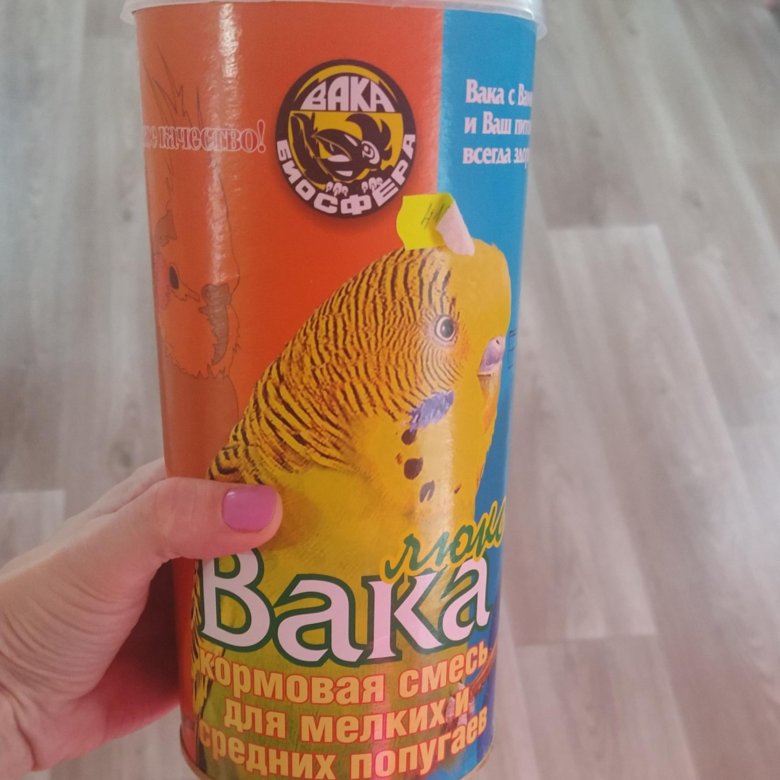 качество!
ВАКА
БИОСФЕРА
Вака с
и Ваш
всегда
люкс
Вака
кормовая смесь
для мелких и
средних попугаев